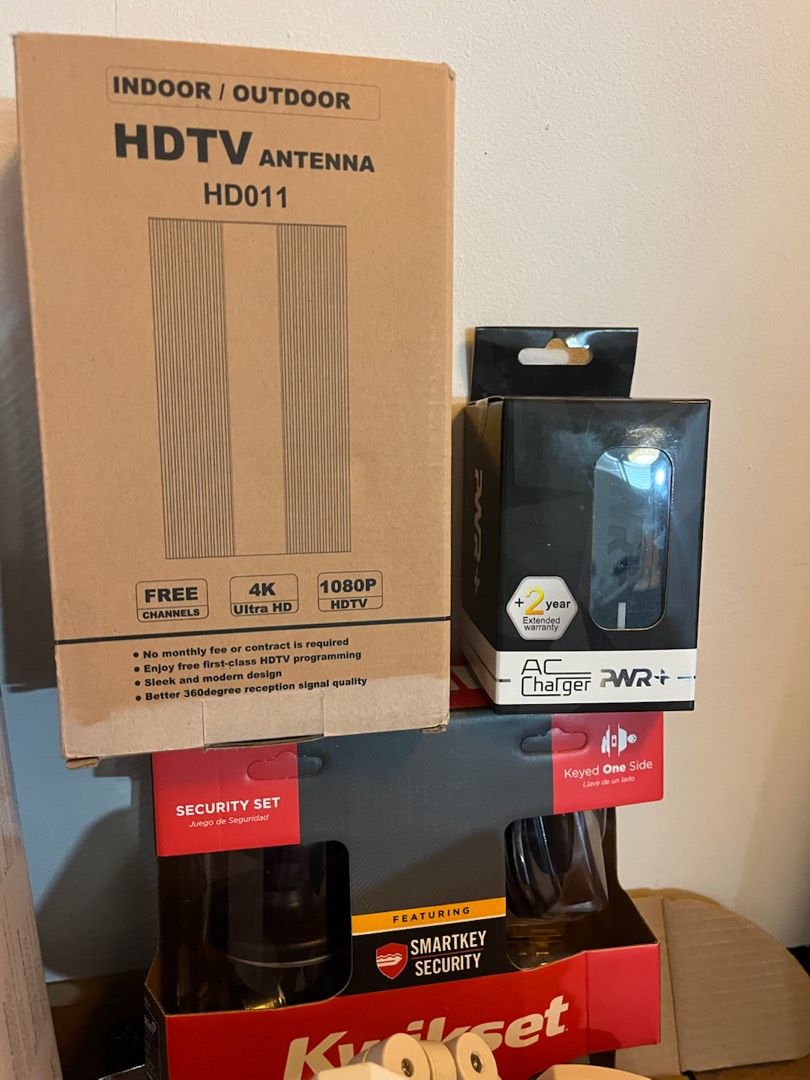 INDOOR / OUTDOOR
HDTV ANTENNA
HD011
FREE
CHANNELS
4K
Ultra HD
1080P
HDTV
• No monthly fee or contract is required
• Enjoy free first-class HDTV programming
• Sleek and modern design
• Better 360degree reception signal quality
PWR+
+2 year
Extended
warranty
AC
Charger
PWR+
SECURITY SET
Juego de Seguridad
Keyed One Side
Llave de un lado
FEATURING
SMARTKEY
SECURITY
Kwikset